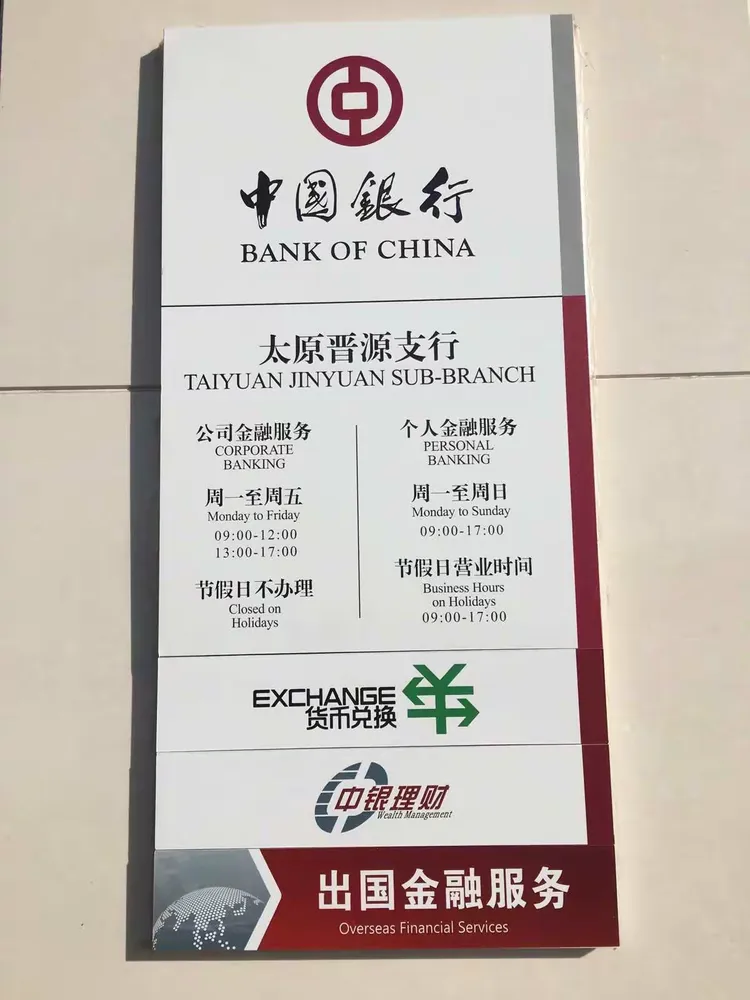 中国銀行
BANK OF CHINA
太原晋源支行
TAIYUAN JINYUAN SUB-BRANCH
公司金融服务
CORPORATE
BANKING
周一至周五
Monday to Friday
09:00-12:00
13:00-17:00
节假日不办理
Closed on
Holidays
个人金融服务
PERSONAL
BANKING
周一至周日
Monday to Sunday
09:00-17:00
节假日营业时间
Business Hours
on Holidays
09:00-17:00
EXCHANGE
货币兑换
中银理财
Wealth Management
出国金融服务
Overseas Financial Services